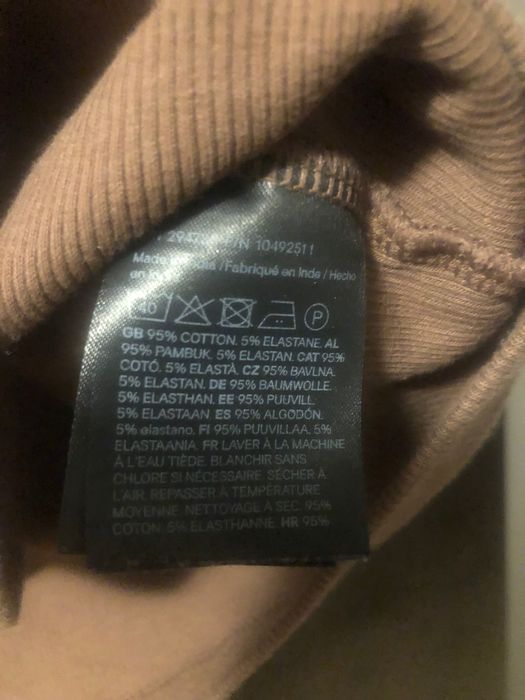 N 10492511
Made / Fabriqué en Inde / Hecho
en
40 P
GB 95% COTTON. 5% ELASTANE. AL
95% PAMBUK. 5% ELASTAN. CAT 95%
COTÓ. 5% ELASTÀ. CZ 95% BAVLNA.
5% ELASTAN. DE 95% BAUMWOLLE.
5% ELASTHAN. EE 95% PUUVILL.
5% ELASTAAN ES 95% ALGODÓN.
5% elastano. FI 95% PUUVILLAA. 5%
ELASTAANIA. FR LAVER À LA MACHINE
À L'EAU TIÈDE. BLANCHIR SANS
CHLORE SI NÉCESSAIRE. SÉCHER À
L'AIR. REPASSER À TEMPÉRATURE
MOYENNE. NETTOYAGE A SEC. 95%
COTON. 5% ELASTHANNE. HR 95%